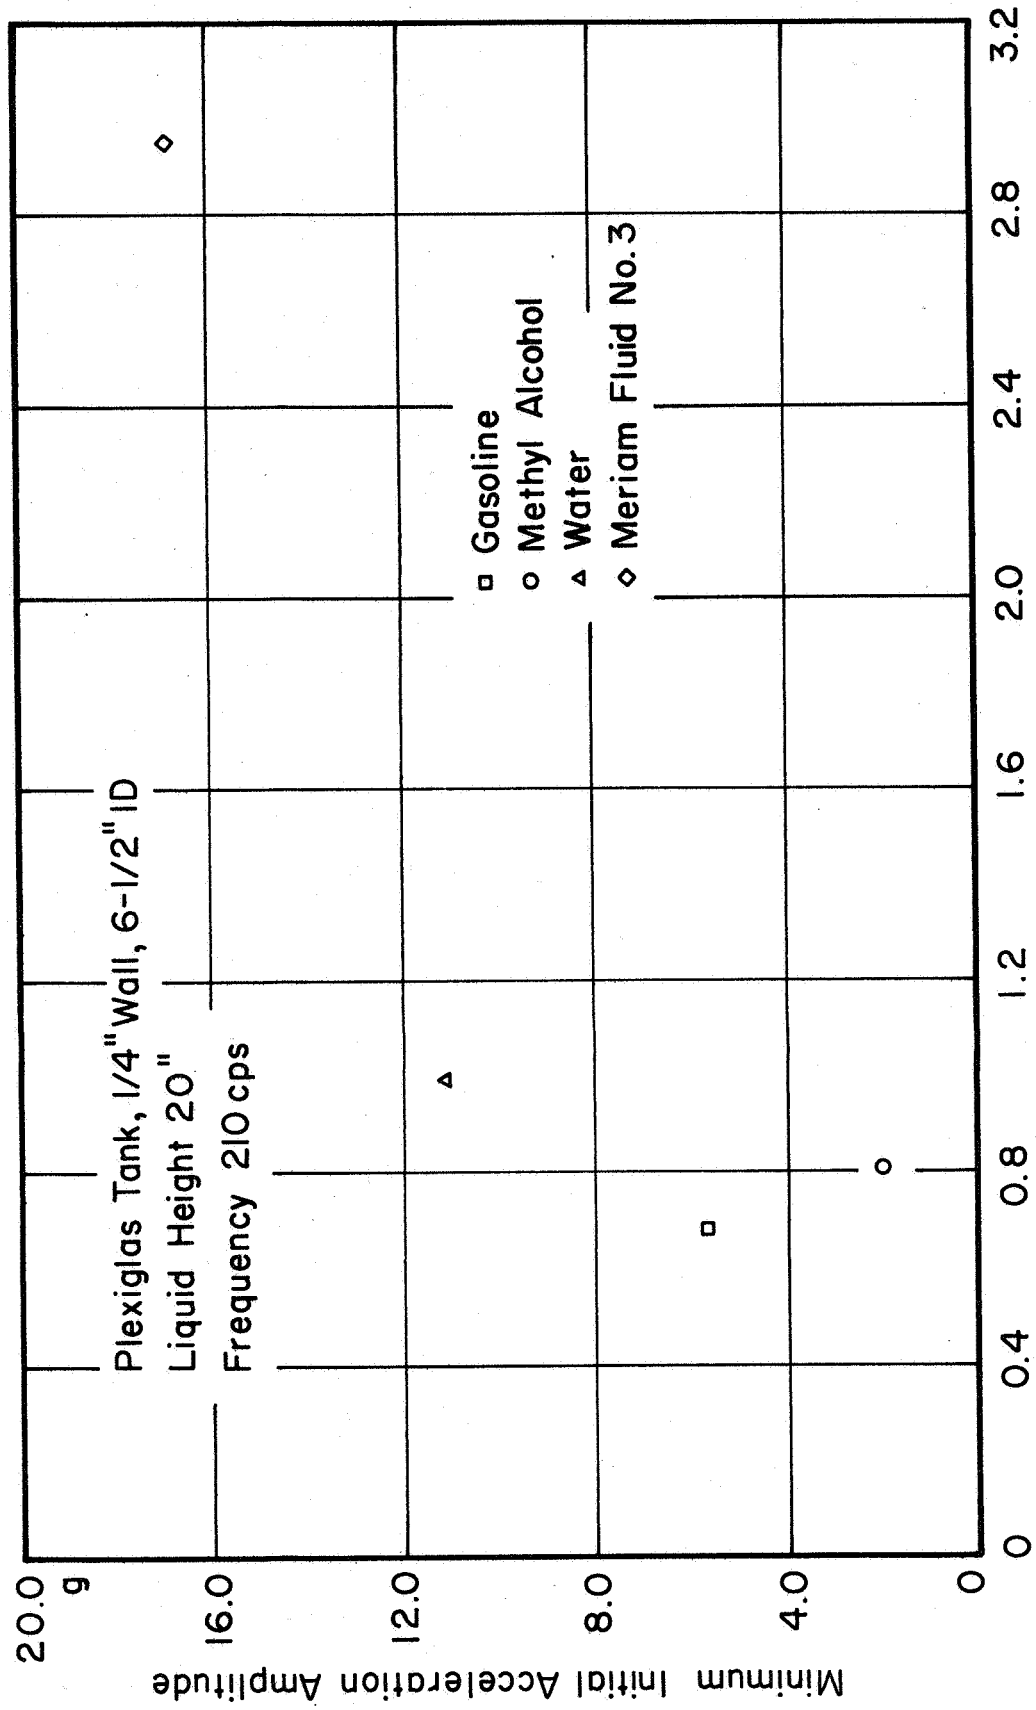 20.0
g
16.0
12.0
8.0
4.0
0
Minimum Initial Acceleration Amplitude
Plexiglas Tank, 1/4" Wall, 6-1/2" ID
Liquid Height 20"
Frequency 210 cps
Gasoline
Methyl Alcohol
Water
Meriam Fluid No. 3
0
0.4
0.8
1.2
1.6
2.0
2.4
2.8
3.2